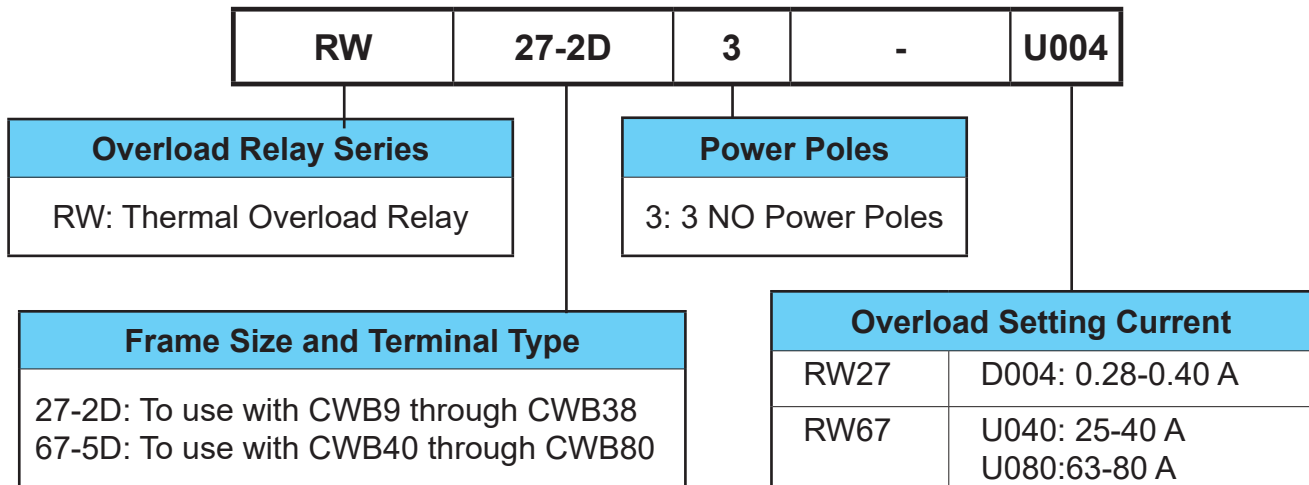 RW 27-2D 3 - U004
Overload Relay Series
RW: Thermal Overload Relay
Power Poles
3: 3 NO Power Poles
Frame Size and Terminal Type
27-2D: To use with CWB9 through CWB38
67-5D: To use with CWB40 through CWB80
Overload Setting Current
RW27 D004: 0.28-0.40 A
RW67 U040: 25-40 A
U080:63-80 A